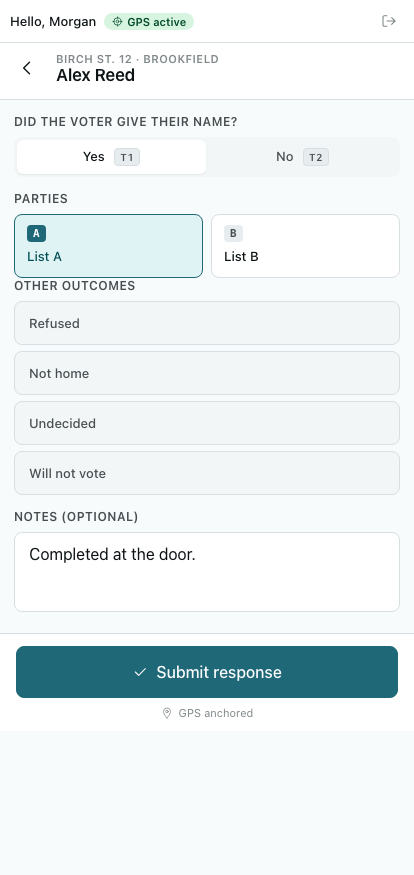 Hello, Morgan GPS active
BIRCH ST. 12 · BROOKFIELD
Alex Reed
DID THE VOTER GIVE THEIR NAME?
Yes T1 No T2
PARTIES
A B
List A List B
OTHER OUTCOMES
Refused
Not home
Undecided
Will not vote
NOTES (OPTIONAL)
Completed at the door.
Submit response
GPS anchored